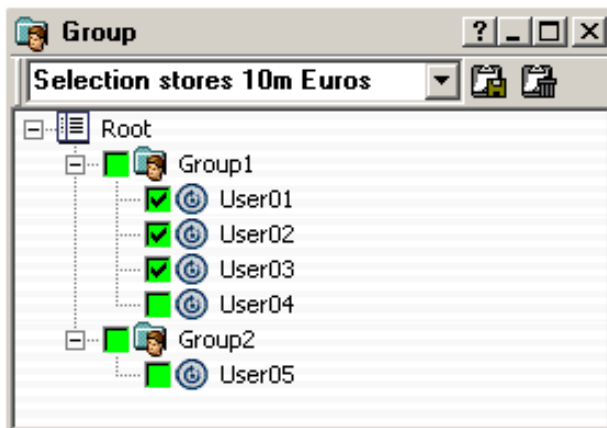 Group
Selection stores 10m Euros
Root
Group1
User01
User02
User03
User04
Group2
User05